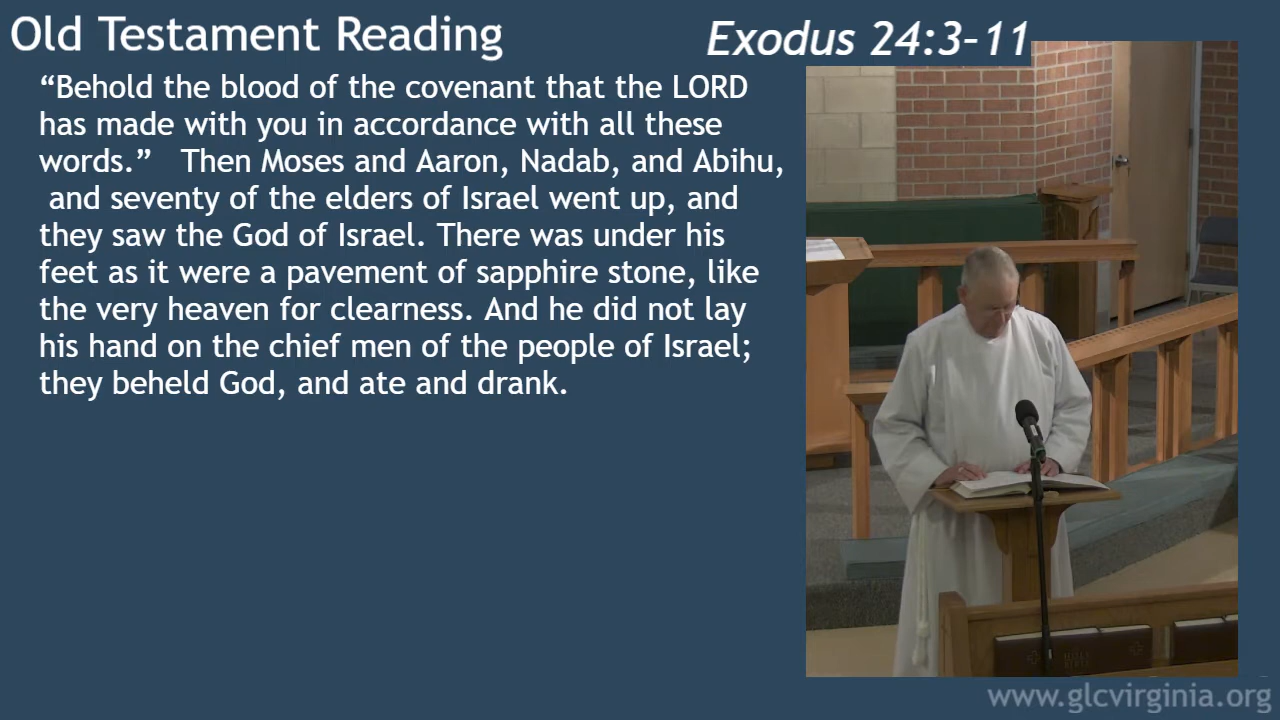 Old Testament Reading
Exodus 24:3–11
“Behold the blood of the covenant that the LORD
has made with you in accordance with all these
words.”   Then Moses and Aaron, Nadab, and Abihu,
and seventy of the elders of Israel went up, and
they saw the God of Israel. There was under his
feet as it were a pavement of sapphire stone, like
the very heaven for clearness. And he did not lay
his hand on the chief men of the people of Israel;
they beheld God, and ate and drank.
www.glcvirginia.org